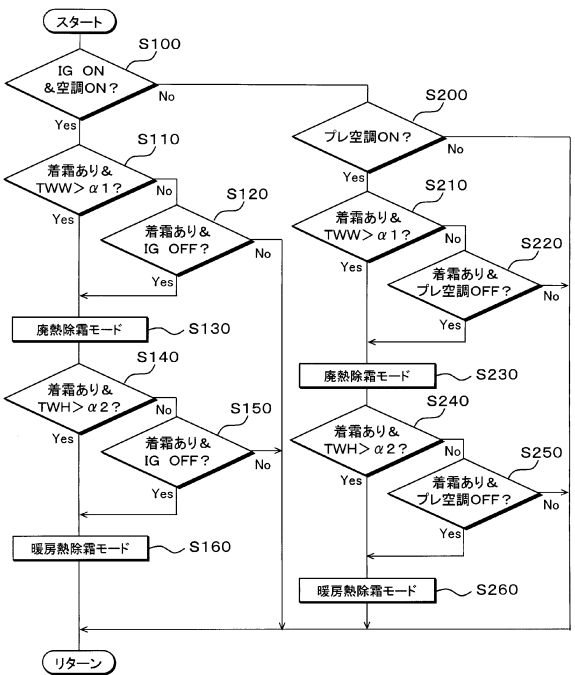 スタート
S100
IG ON
&空調ON?
No
Yes
S110
着霜あり&
TWW>α1?
No
Yes
S120
着霜あり&
IG OFF?
No
Yes
廃熱除霜モード
S130
S140
着霜あり&
TWH>α2?
No
Yes
S150
着霜あり&
IG OFF?
No
Yes
暖房熱除霜モード
S160
リターン
S200
プレ空調ON?
No
Yes
S210
着霜あり&
TWW>α1?
No
Yes
S220
着霜あり&
プレ空調OFF?
No
Yes
廃熱除霜モード
S230
S240
着霜あり&
TWH>α2?
No
Yes
S250
着霜あり&
プレ空調OFF?
No
Yes
暖房熱除霜モード
S260